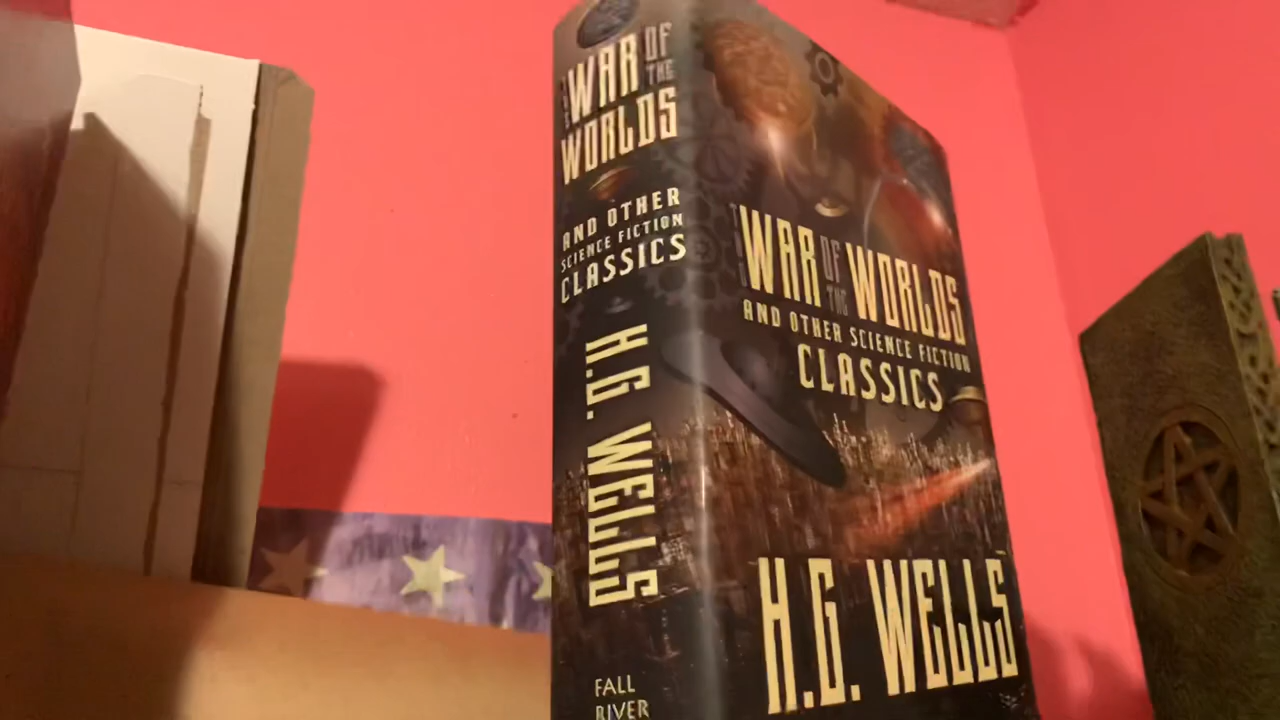 THE WAR OF THE
WORLDS
AND OTHER
SCIENCE FICTION
CLASSICS
H.G. WELLS
FALL
RIVER
THE WAR OF THE WORLDS
AND OTHER SCIENCE FICTION
CLASSICS
H.G. WELLS